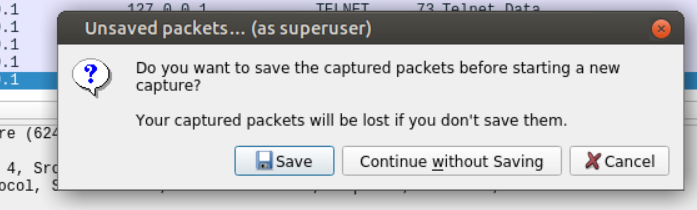 .1 127.0.0.1 TELNET 73 Telnet Data
Unsaved packets... (as superuser)
0.1
0.1
0.1
0.1
Do you want to save the captured packets before starting a new
capture?
Your captured packets will be lost if you don't save them.
re (624
4, Src
ocol, S
Save Continue without Saving Cancel